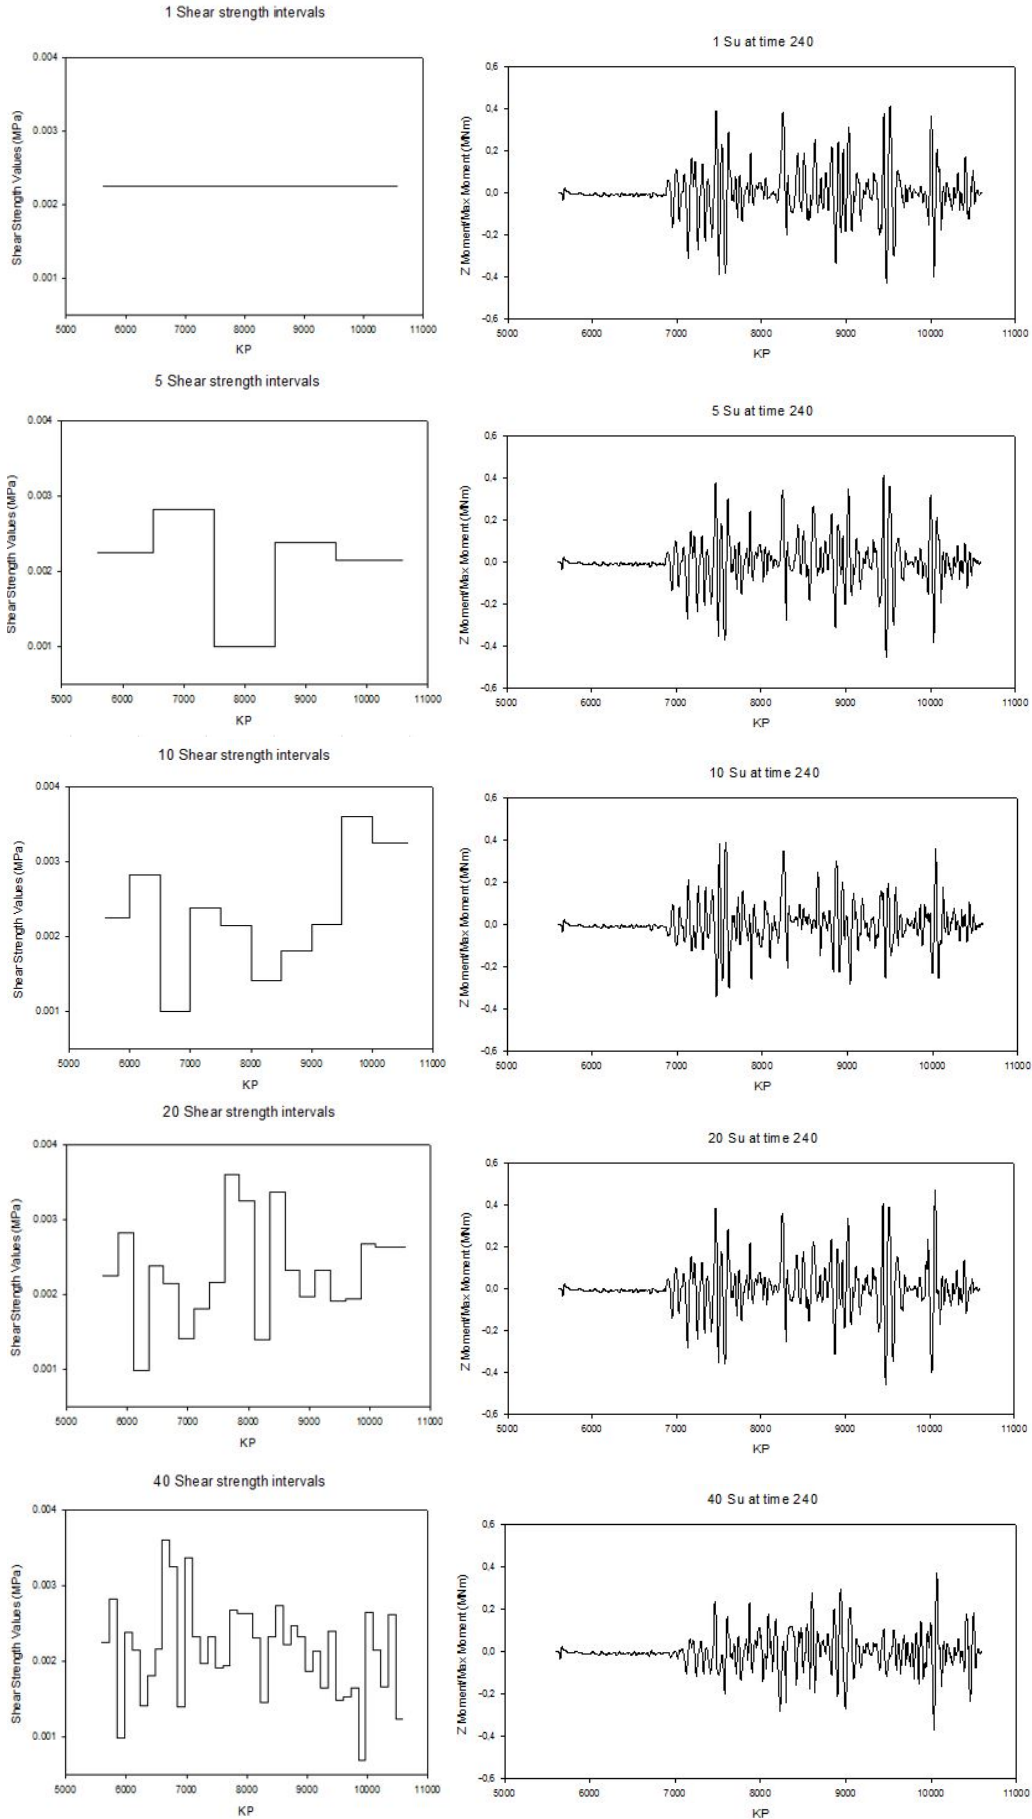 1 Shear strength intervals
Shear Strength Values (MPa)
0.004
0.003
0.002
0.001
5000 6000 7000 8000 9000 10000 11000
KP
1 Su at time 240
Z Moment/Max Moment (MNm)
0,6
0,4
0,2
0,0
-0,2
-0,4
-0,6
5000 6000 7000 8000 9000 10000 11000
KP
5 Shear strength intervals
Shear Strength Values (MPa)
0.004
0.003
0.002
0.001
5000 6000 7000 8000 9000 10000 11000
KP
5 Su at time 240
Z Moment/Max Moment (MNm)
0,6
0,4
0,2
0,0
-0,2
-0,4
-0,6
5000 6000 7000 8000 9000 10000 11000
KP
10 Shear strength intervals
Shear Strength Values (MPa)
0.004
0.003
0.002
0.001
5000 6000 7000 8000 9000 10000 11000
KP
10 Su at time 240
Z Moment/Max Moment (MNm)
0,6
0,4
0,2
0,0
-0,2
-0,4
-0,6
5000 6000 7000 8000 9000 10000 11000
KP
20 Shear strength intervals
Shear Strength Values (MPa)
0.004
0.003
0.002
0.001
5000 6000 7000 8000 9000 10000 11000
KP
20 Su at time 240
Z Moment/Max Moment (MNm)
0,6
0,4
0,2
0,0
-0,2
-0,4
-0,6
5000 6000 7000 8000 9000 10000 11000
KP
40 Shear strength intervals
Shear Strength Values (MPa)
0.004
0.003
0.002
0.001
5000 6000 7000 8000 9000 10000 11000
KP
40 Su at time 240
Z Moment/Max Moment (MNm)
0,6
0,4
0,2
0,0
-0,2
-0,4
-0,6
5000 6000 7000 8000 9000 10000 11000
KP